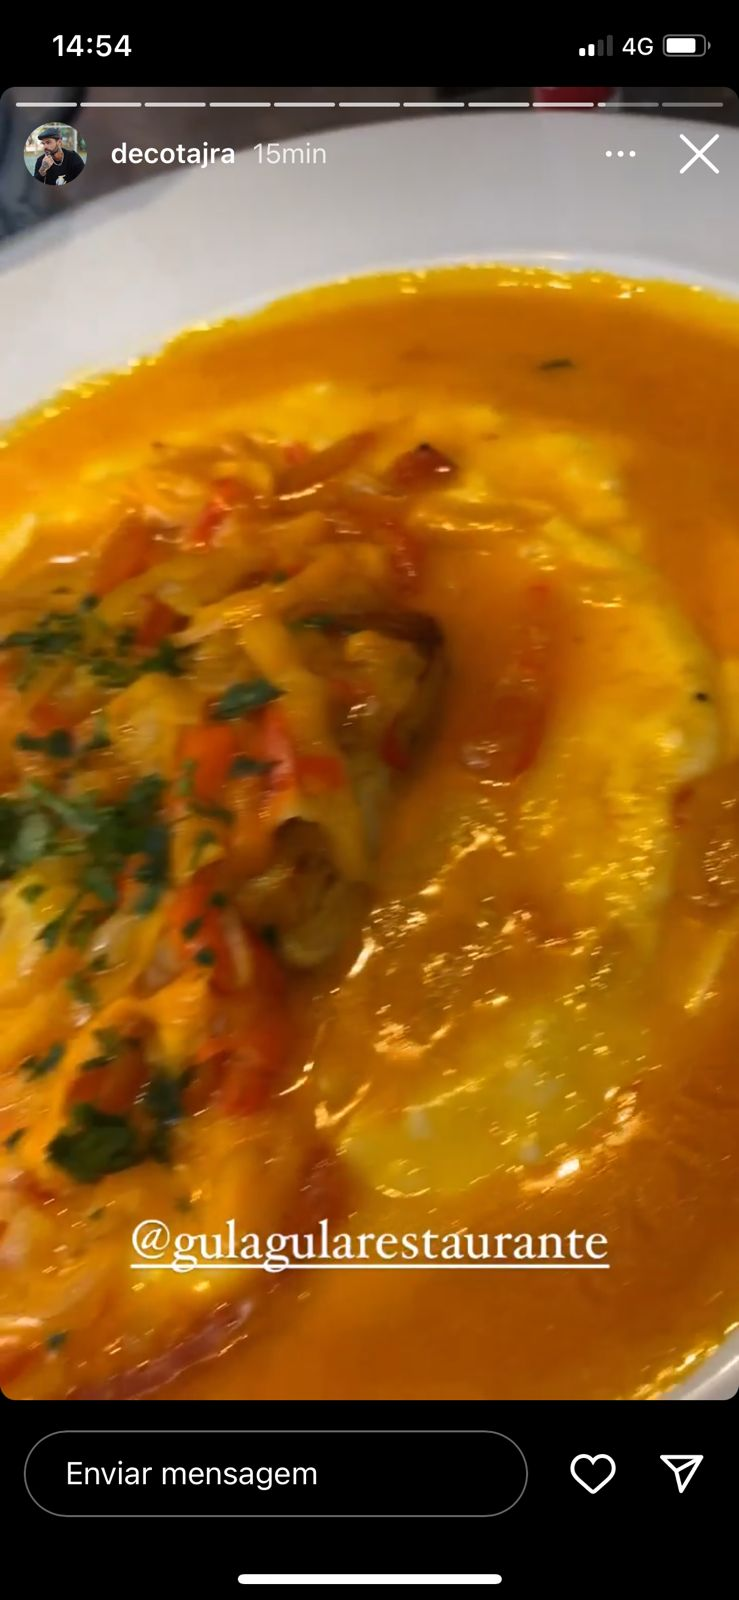 14:54
4G
decotajra 15min
@gulagularestaurante
Enviar mensagem